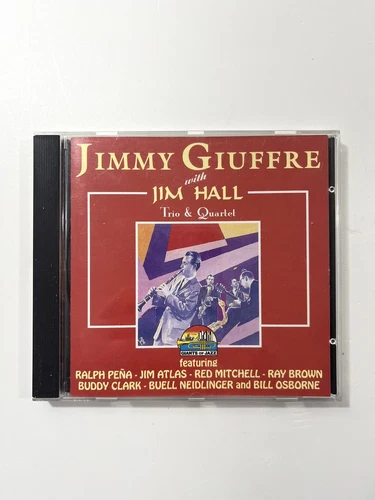 JIMMY GIUFFRE
with
JIM HALL
Trio & Quartet
GIANTS OF JAZZ
featuring
RALPH PEÑA - JIM ATLAS - RED MITCHELL - RAY BROWN
BUDDY CLARK - BUELL NEIDLINGER and BILL OSBORNE